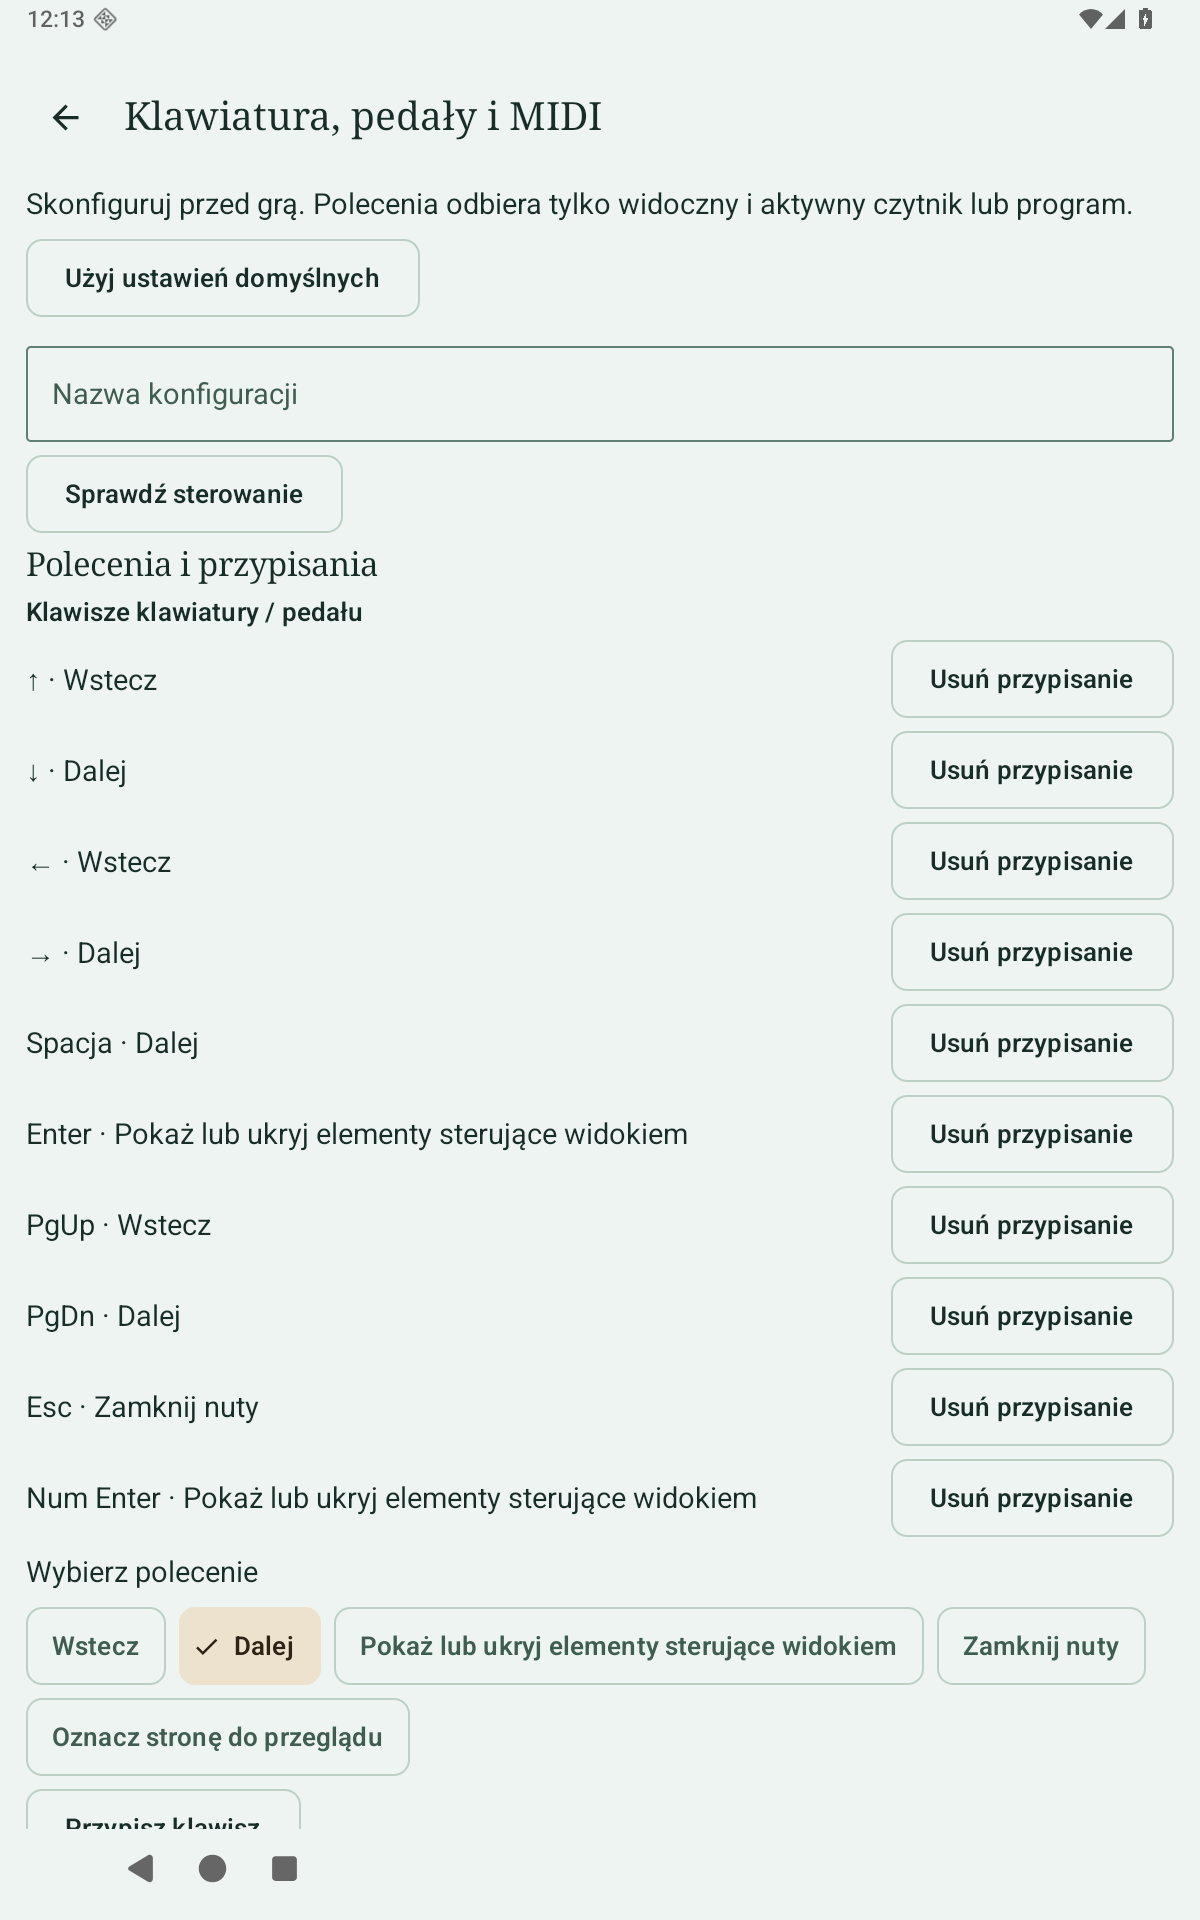 12:13
Klawiatura, pedały i MIDI
Skonfiguruj przed grą. Polecenia odbiera tylko widoczny i aktywny czytnik lub program.
Użyj ustawień domyślnych
Nazwa konfiguracji
Sprawdź sterowanie
Polecenia i przypisania
Klawisze klawiatury / pedału
↑ · Wstecz Usuń przypisanie
↓ · Dalej Usuń przypisanie
← · Wstecz Usuń przypisanie
→ · Dalej Usuń przypisanie
Spacja · Dalej Usuń przypisanie
Enter · Pokaż lub ukryj elementy sterujące widokiem Usuń przypisanie
PgUp · Wstecz Usuń przypisanie
PgDn · Dalej Usuń przypisanie
Esc · Zamknij nuty Usuń przypisanie
Num Enter · Pokaż lub ukryj elementy sterujące widokiem Usuń przypisanie
Wybierz polecenie
Wstecz Dalej Pokaż lub ukryj elementy sterujące widokiem Zamknij nuty
Oznacz stronę do przeglądu
Przypisz klawisz